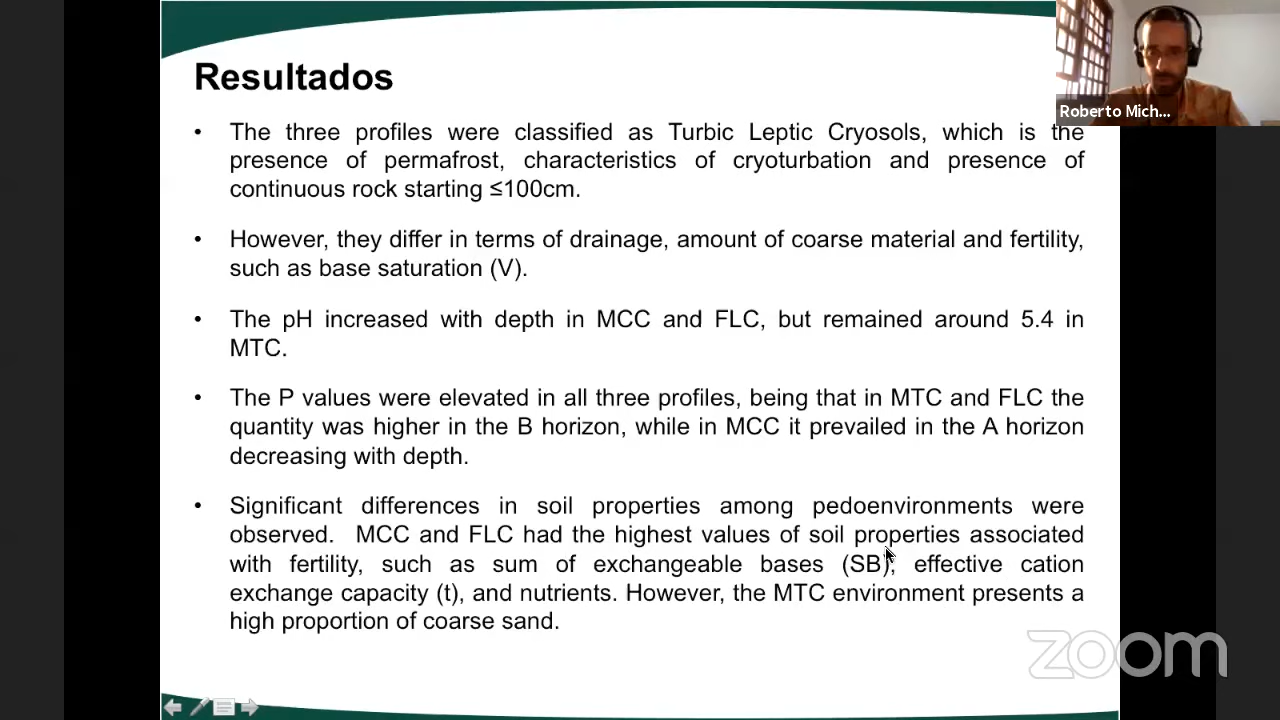 Resultados
• The three profiles were classified as Turbic Leptic Cryosols, which is the
presence of permafrost, characteristics of cryoturbation and presence of
continuous rock starting ≤100cm.
• However, they differ in terms of drainage, amount of coarse material and fertility,
such as base saturation (V).
• The pH increased with depth in MCC and FLC, but remained around 5.4 in
MTC.
• The P values were elevated in all three profiles, being that in MTC and FLC the
quantity was higher in the B horizon, while in MCC it prevailed in the A horizon
decreasing with depth.
• Significant differences in soil properties among pedoenvironments were
observed. MCC and FLC had the highest values of soil properties associated
with fertility, such as sum of exchangeable bases (SB), effective cation
exchange capacity (t), and nutrients. However, the MTC environment presents a
high proportion of coarse sand.
Roberto Mich...
zoom